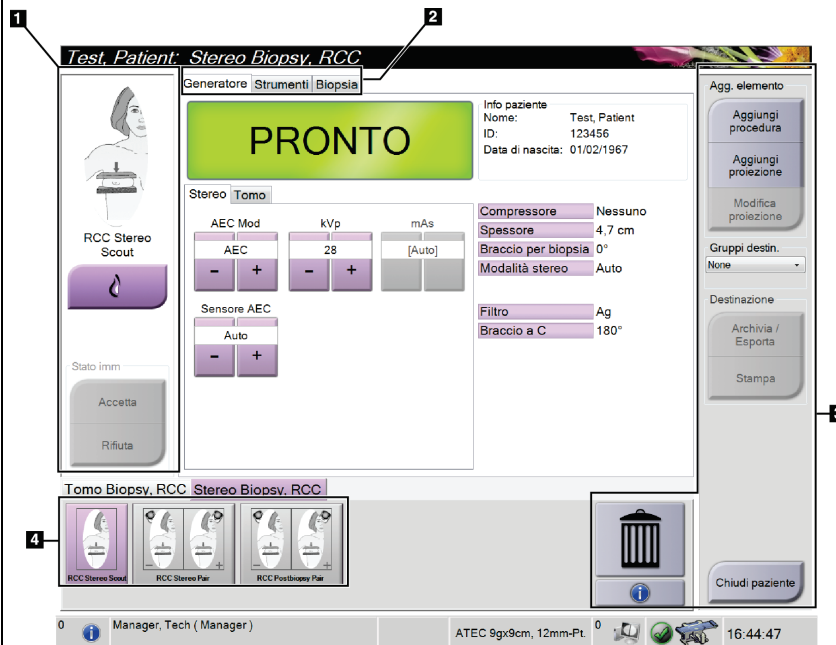 1
2
Test, Patient: Stereo Biopsy, RCC
Generatore Strumenti Biopsia
PRONTO
Info paziente
Nome: Test, Patient
ID: 123456
Data di nascita: 01/02/1967
Agg. elemento
Aggiungi procedura
Aggiungi proiezione
Modifica proiezione
Gruppi destin.
None
Destinazione
Archivia / Esporta
Stampa
RCC Stereo Scout
Stato imm
Accetta
Rifiuta
Stereo Tomo
AEC Mod kVp mAs
AEC 28 [Auto]
- + - +
Sensore AEC
Auto
- +
Compressore Nessuno
Spessore 4,7 cm
Braccio per biopsia 0°
Modalità stereo Auto
Filtro Ag
Braccio a C 180°
Tomo Biopsy, RCC Stereo Biopsy, RCC
4
RCC Stereo Scout
- +
RCC Stereo Pair
- +
RCC Postbiopsy Pair
Chiudi paziente
0 Manager, Tech ( Manager ) ATEC 9gx9cm, 12mm-Pt. 0 16:44:47